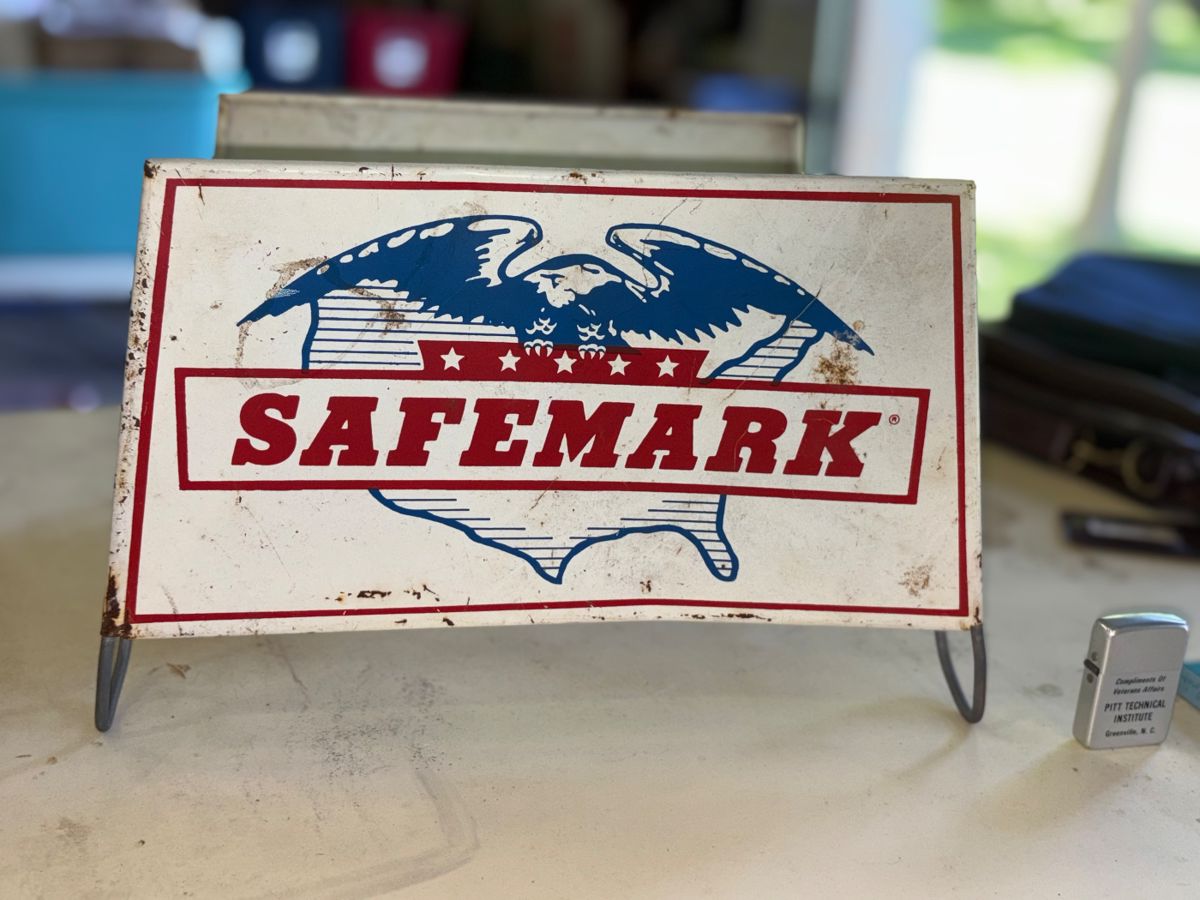 SAFEMARK®
Compliments Of
Veterans Affairs
PITT TECHNICAL
INSTITUTE
Greenville, N. C.